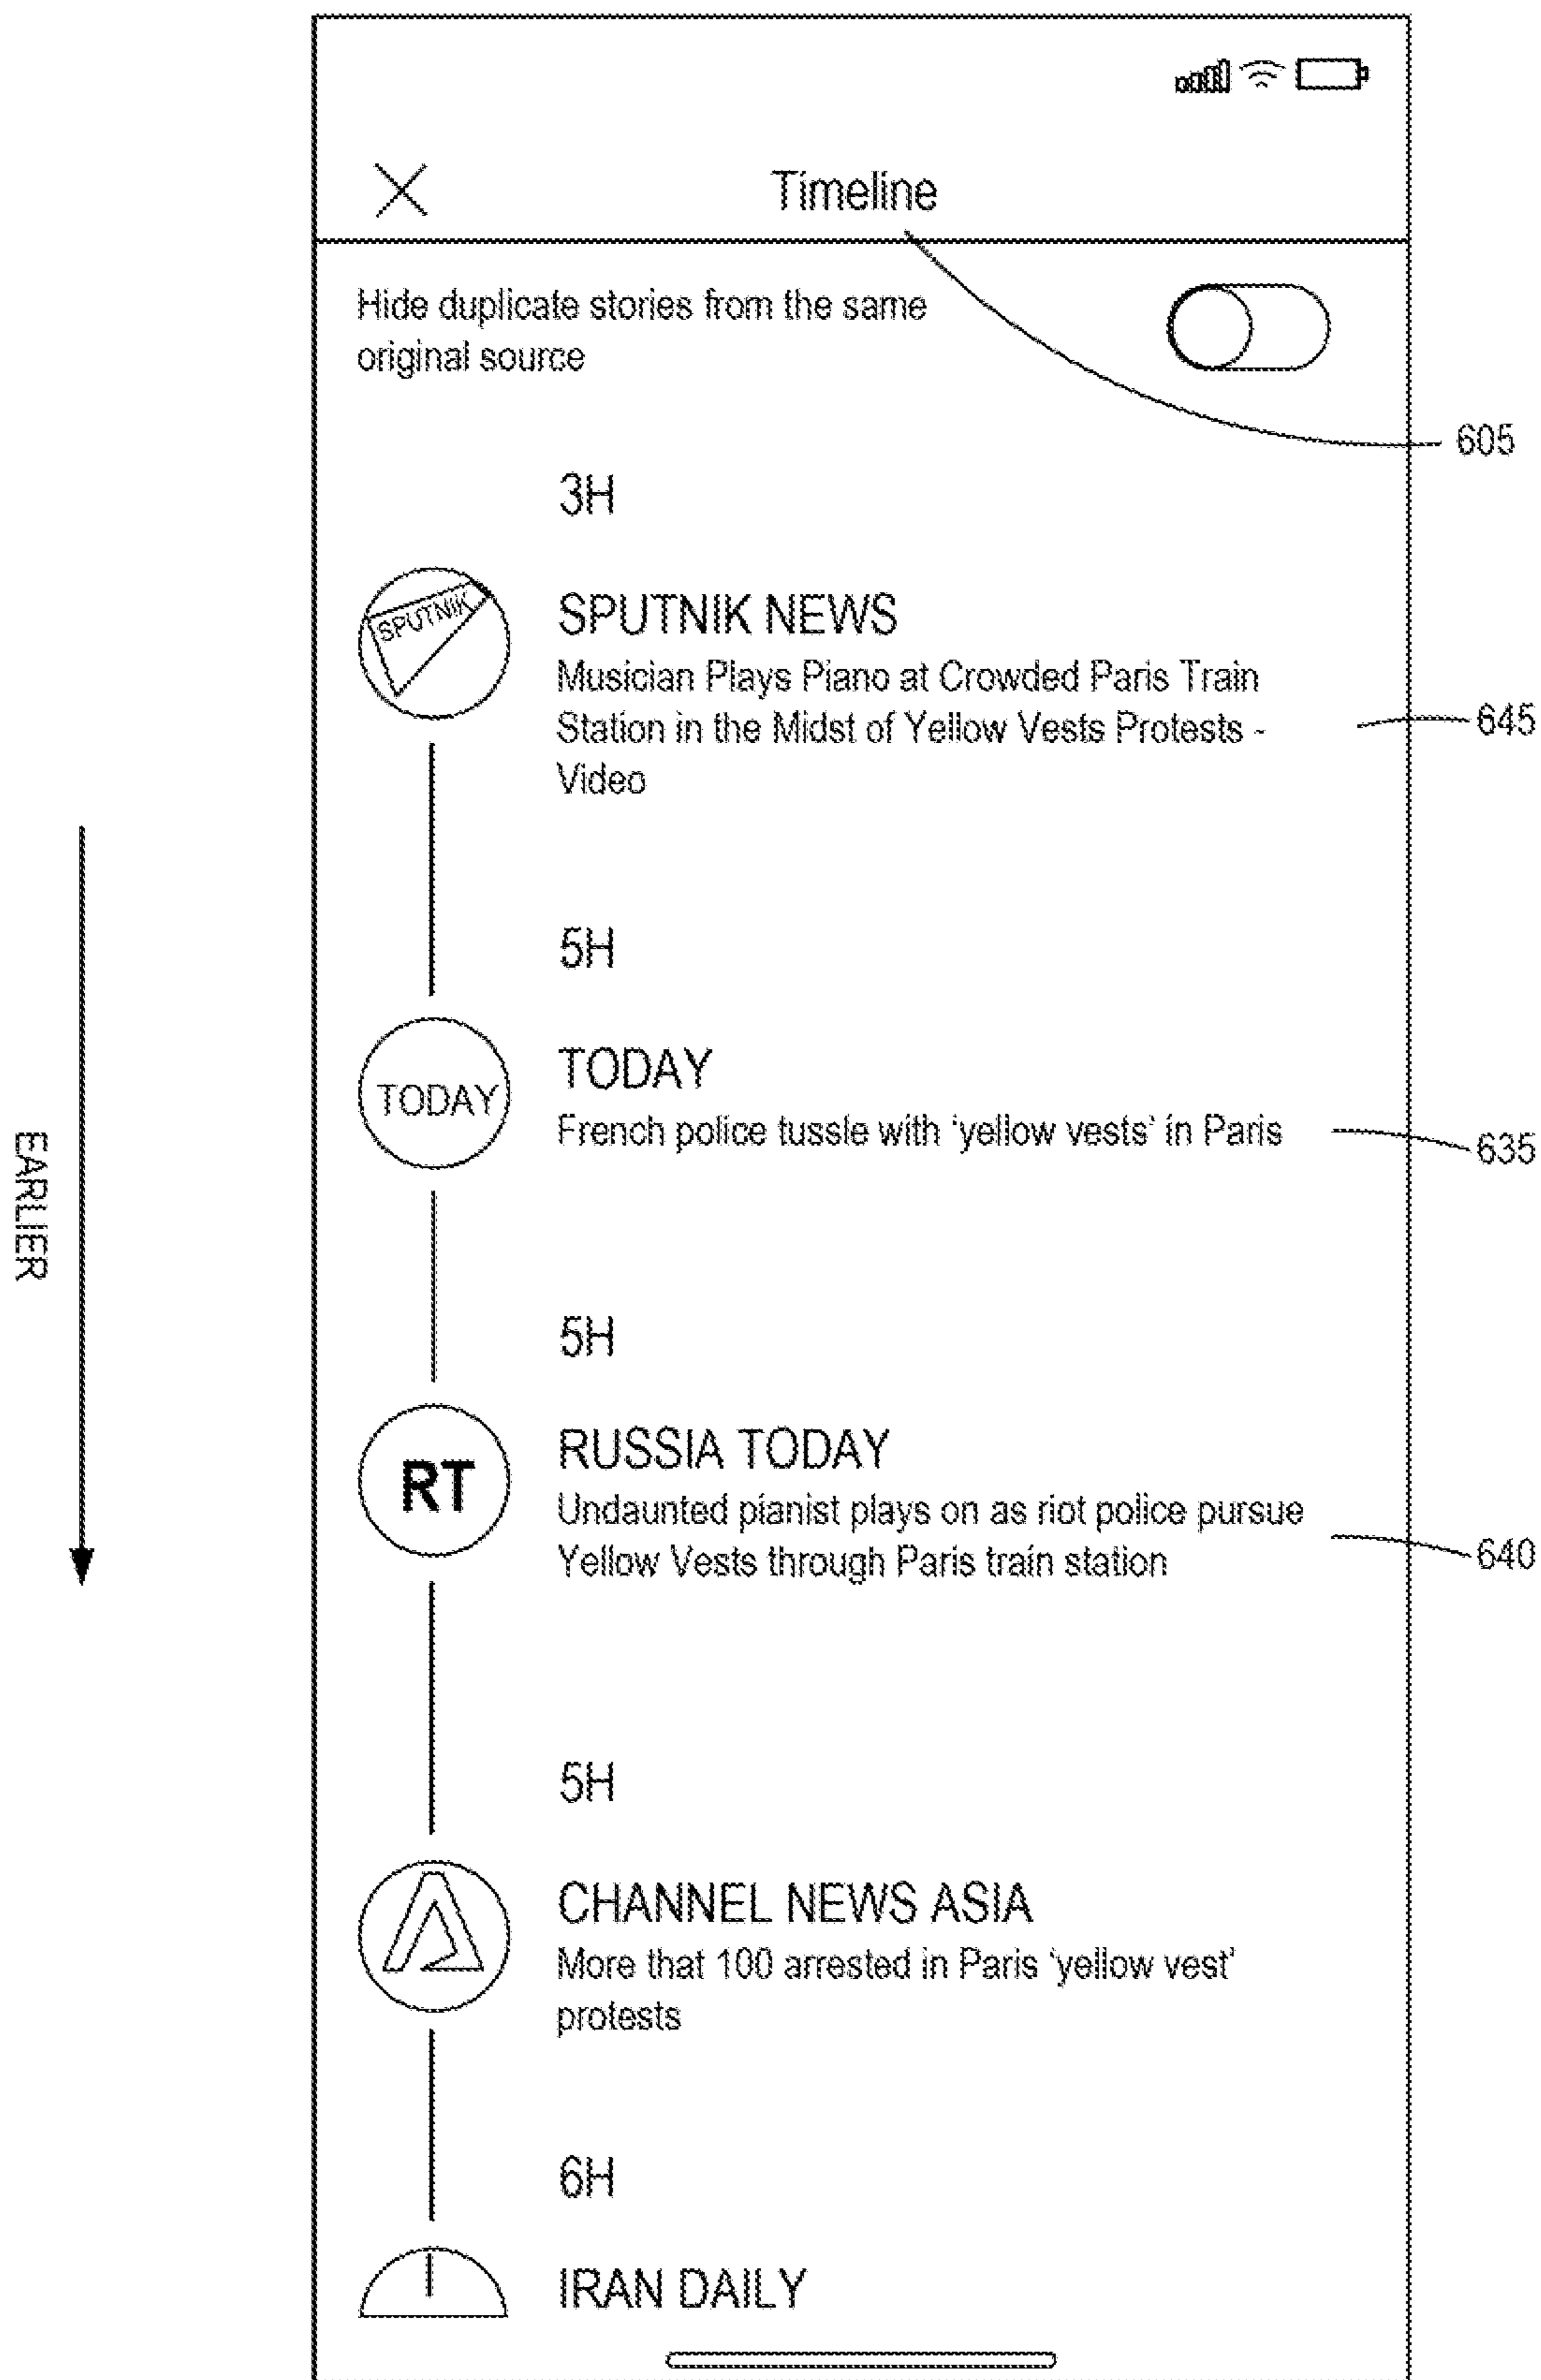 Timeline
Hide duplicate stories from the same
original source
605
3H
SPUTNIK
SPUTNIK NEWS
Musician Plays Piano at Crowded Paris Train
Station in the Midst of Yellow Vests Protests -
Video
645
5H
TODAY
TODAY
French police tussle with ‘yellow vests’ in Paris
635
EARLIER
5H
RT
RUSSIA TODAY
Undaunted pianist plays on as riot police pursue
Yellow Vests through Paris train station
640
5H
CHANNEL NEWS ASIA
More that 100 arrested in Paris ‘yellow vest’
protests
6H
IRAN DAILY